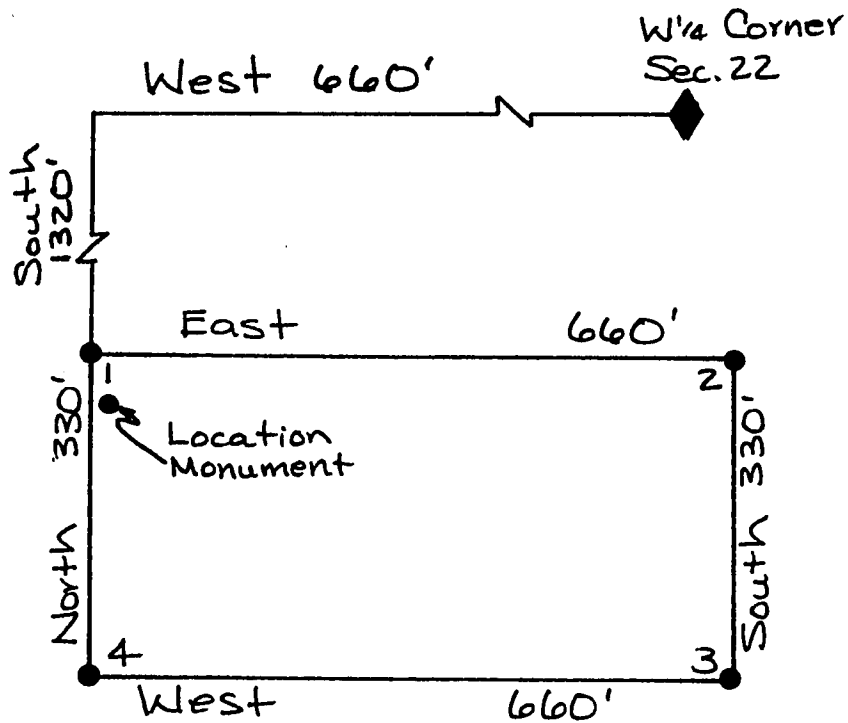 W¼ Corner
Sec. 22
West 660'
South
1320'
East 660'
1
2
330'
Location
Monument
North
South 330'
4
3
West 660'